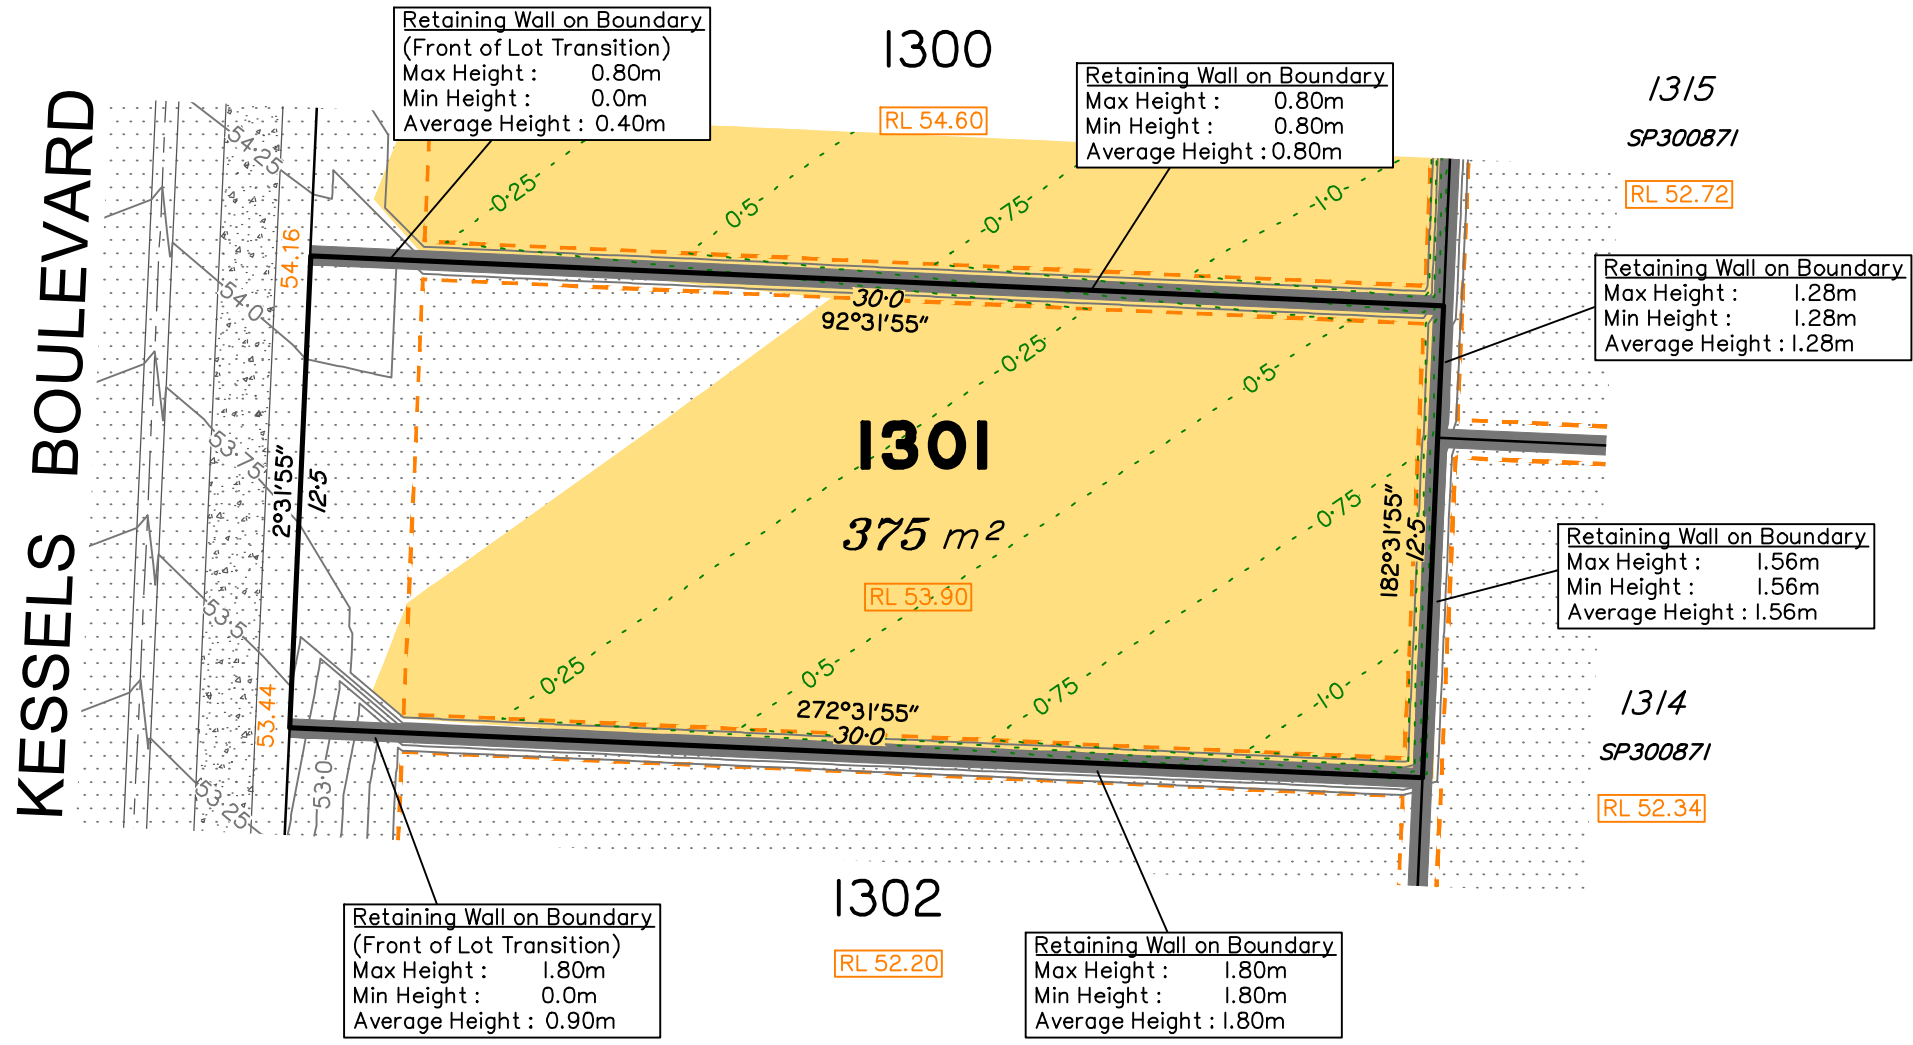 Retaining Wall on Boundary
(Front of Lot Transition)
Max Height : 0.80m
Min Height : 0.0m
Average Height : 0.40m
1300
RL 54.60
Retaining Wall on Boundary
Max Height : 0.80m
Min Height : 0.80m
Average Height : 0.80m
1315
SP300871
RL 52.72
KESSELS BOULEVARD
54.25
54.16
54.0
53.75
53.5
53.44
53.25
53.0
-0.25-
0.5-
-0.75-
-1.0-
30.0
92°31'55"
Retaining Wall on Boundary
Max Height : 1.28m
Min Height : 1.28m
Average Height : 1.28m
0.25
0.5-
2°31'55"
12.5
1301
375 m²
RL 53.90
0.75
182°31'55"
12.5
Retaining Wall on Boundary
Max Height : 1.56m
Min Height : 1.56m
Average Height : 1.56m
0.25
0.5-
0.75
-1.0-
272°31'55"
30.0
1314
SP300871
RL 52.34
1302
RL 52.20
Retaining Wall on Boundary
(Front of Lot Transition)
Max Height : 1.80m
Min Height : 0.0m
Average Height : 0.90m
Retaining Wall on Boundary
Max Height : 1.80m
Min Height : 1.80m
Average Height : 1.80m